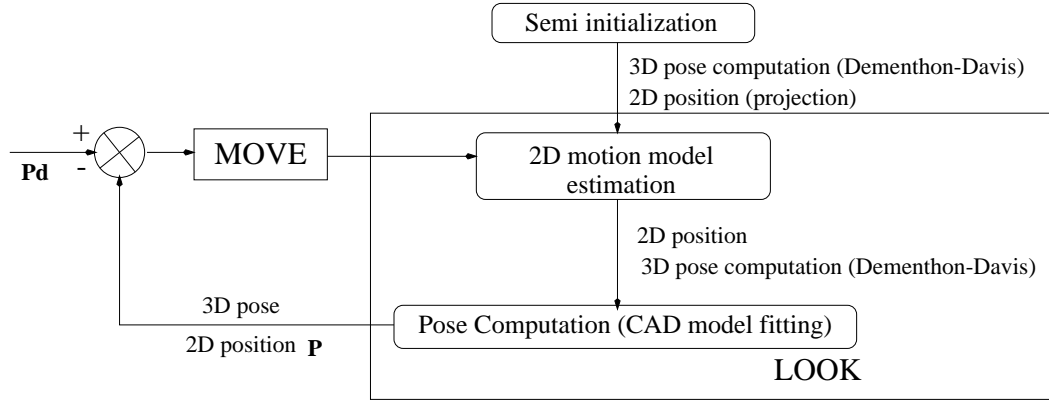 Semi initialization
3D pose computation (Dementhon-Davis)
2D position (projection)
+
-
Pd
MOVE
2D motion model
estimation
2D position
3D pose computation (Dementhon-Davis)
3D pose
2D position P
Pose Computation (CAD model fitting)
LOOK